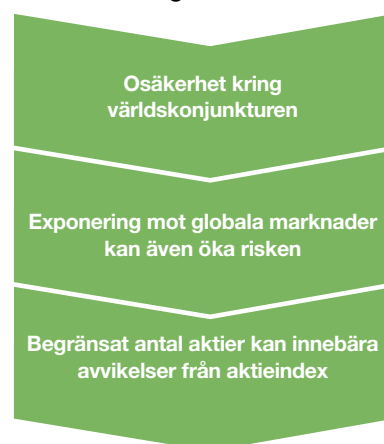 Osäkerhet kring
världskonjunkturen
Exponering mot globala marknader
kan även öka risken
Begränsat antal aktier kan innebära
avvikelser från aktieindex